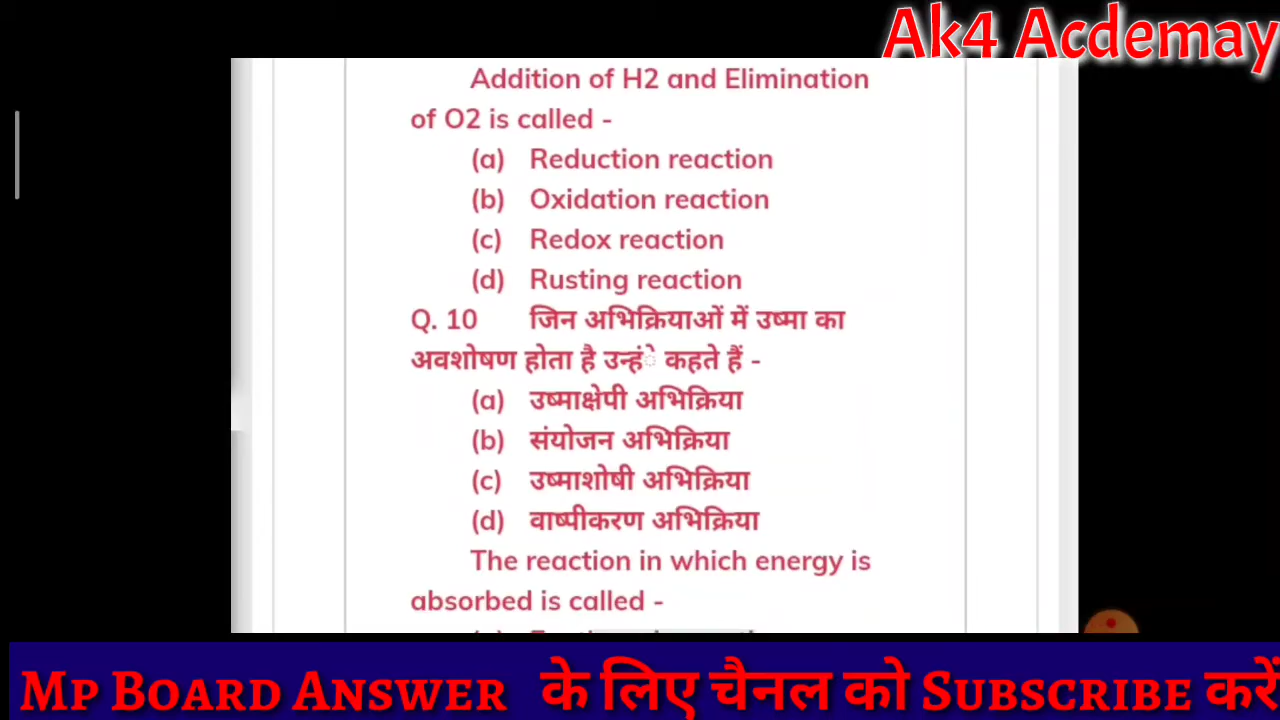 Ak4 Acdemay
Addition of H2 and Elimination
of O2 is called -
(a) Reduction reaction
(b) Oxidation reaction
(c) Redox reaction
(d) Rusting reaction
Q. 10 जिन अभिक्रियाओं में उष्मा का
अवशोषण होता है उन्हंे कहते हैं -
(a) उष्माक्षेपी अभिक्रिया
(b) संयोजन अभिक्रिया
(c) उष्माशोषी अभिक्रिया
(d) वाष्पीकरण अभिक्रिया
The reaction in which energy is
absorbed is called -
MP BOARD ANSWER के लिए चैनल को SUBSCRIBE करें